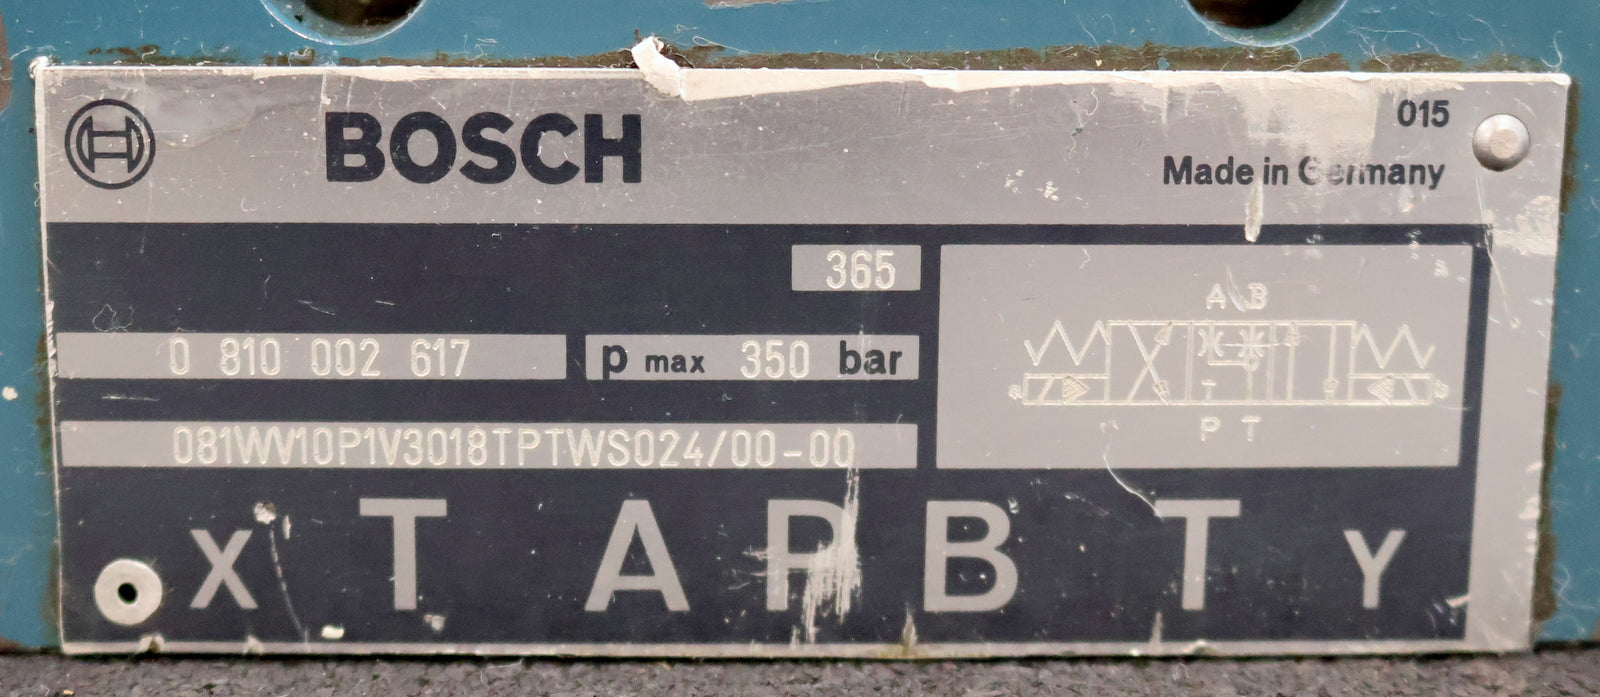 BOSCH
015
Made in Germany
365
0 810 002 617
p max 350 bar
081WV10P1V3018TPTWS024/00-00
A B
a
T
b
P T
X T A P B T Y